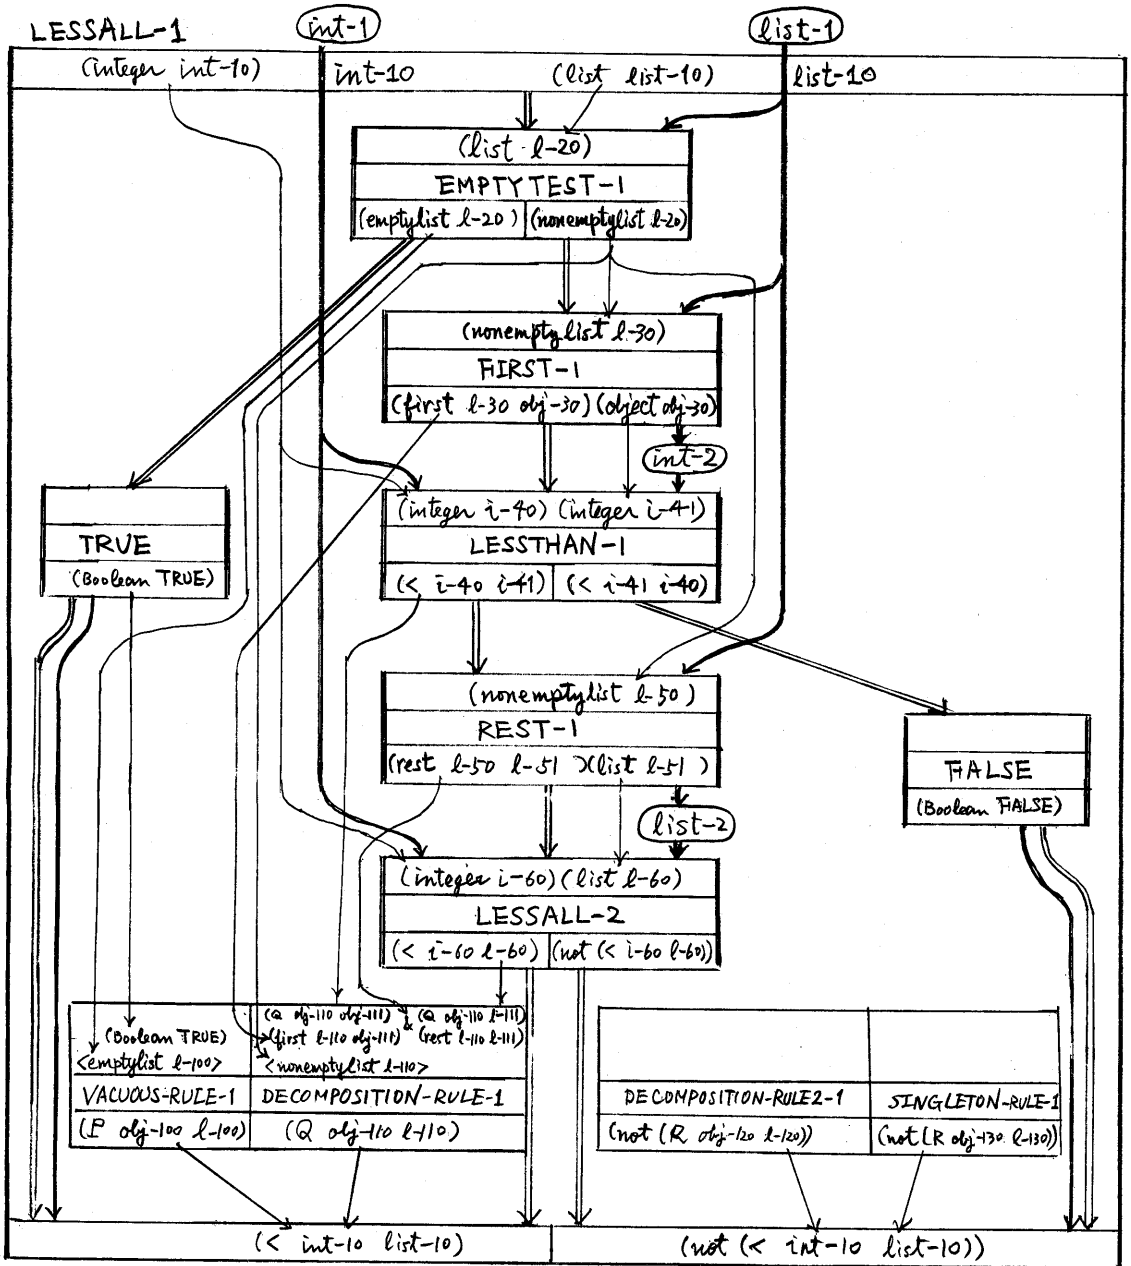 LESSALL-1
int-1
list-1
(integer int-10)
int-10
(list list-10)
list-10
(list l-20)
EMPTYTEST-1
(emptylist l-20)
(nonemptylist l-20)
(nonemptylist l-30)
FIRST-1
(first l-30 obj-30) (object obj-30)
int-2
(integer i-40) (integer i-41)
LESSTHAN-1
(< i-40 i-41)
(< i-41 i-40)
TRUE
(Boolean TRUE)
(nonemptylist l-50)
REST-1
(rest l-50 l-51) (list l-51)
FALSE
(Boolean FALSE)
list-2
(integer i-60) (list l-60)
LESSALL-2
(< i-60 l-60)
(not (< i-60 l-60))
(Boolean TRUE)
<emptylist l-100>
VACUOUS-RULE-1
(P obj-100 l-100)
(Q obj-110 obj-111) & (Q obj-110 l-111)
(first l-110 obj-111) (rest l-110 l-111)
<nonemptylist l-110>
DECOMPOSITION-RULE-1
(Q obj-110 l-110)
DECOMPOSITION-RULE2-1
(not (R obj-120 l-120))
SINGLETON-RULE-1
(not (R obj-130 l-130))
(< int-10 list-10)
(not (< int-10 list-10))